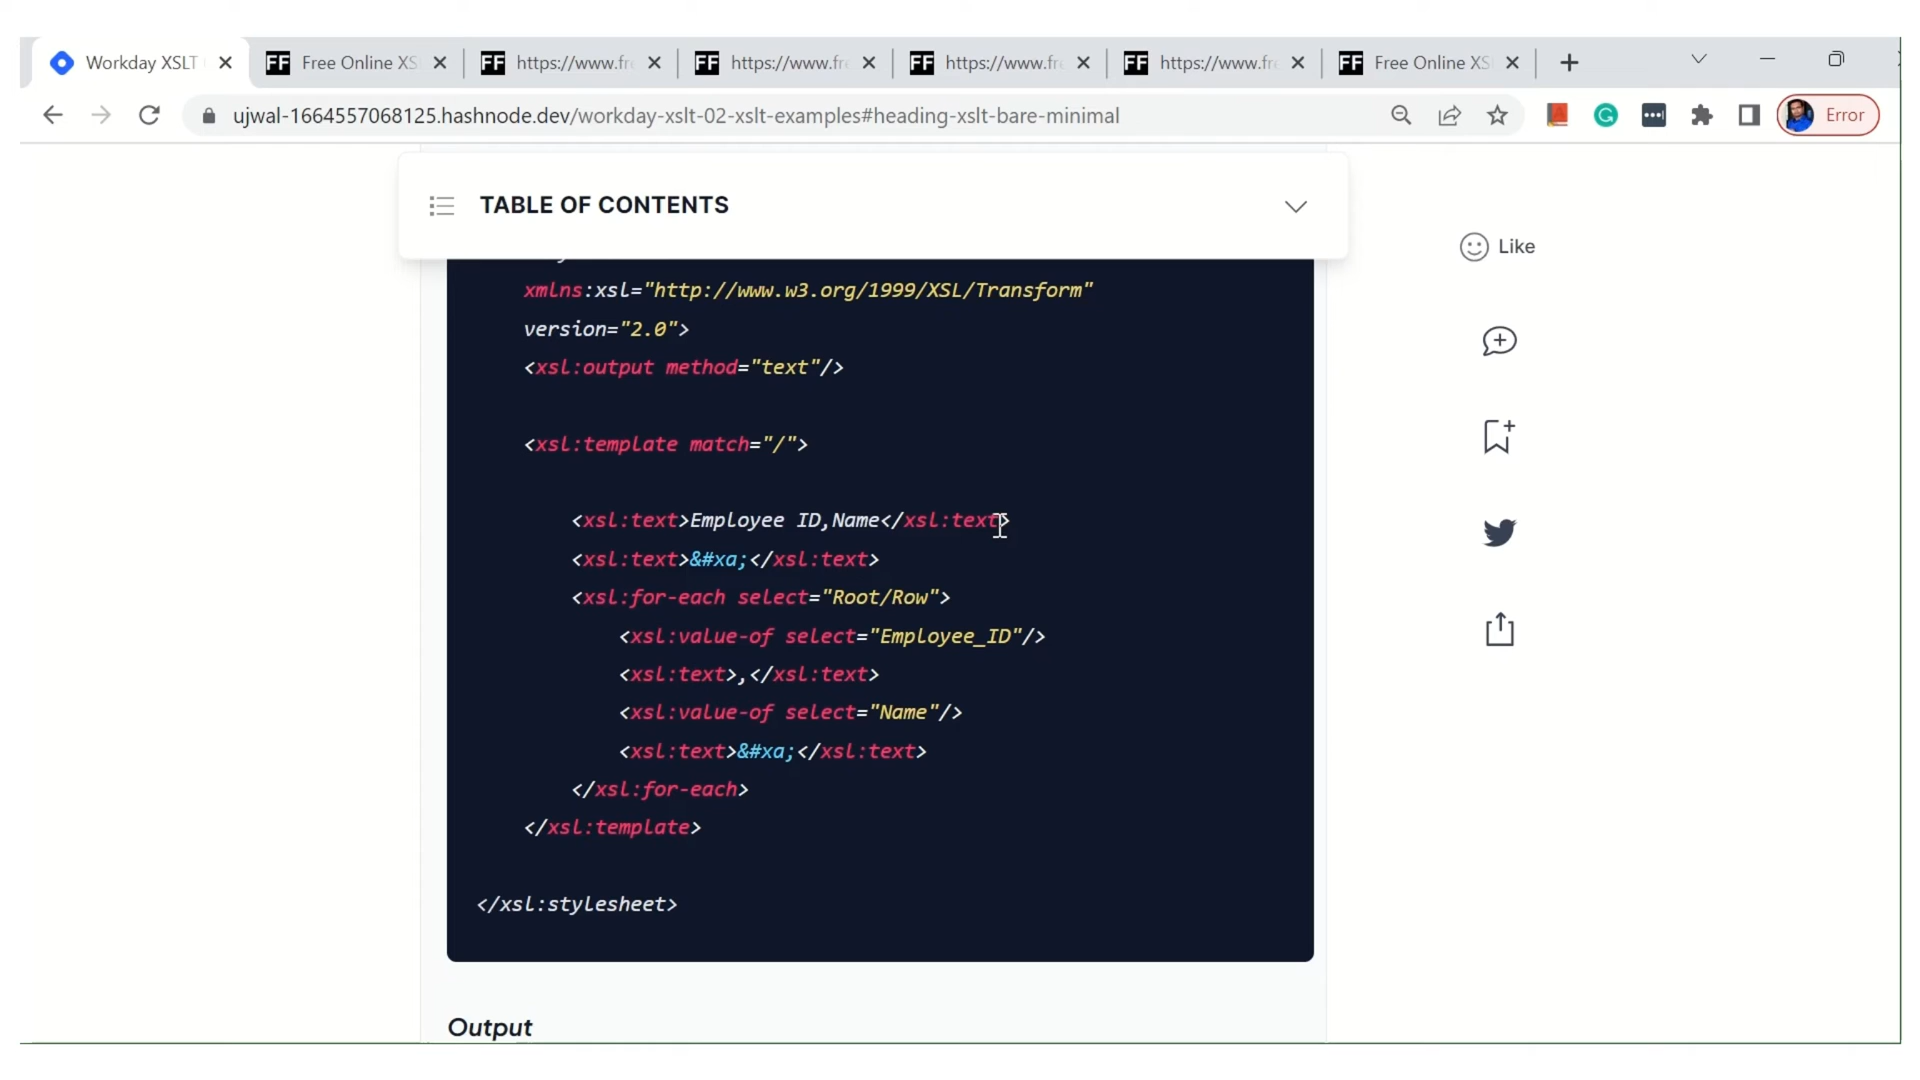 Workday XSLT
Free Online XS
https://www.fre
https://www.fre
https://www.fre
https://www.fre
Free Online XS
ujwal-1664557068125.hashnode.dev/workday-xslt-02-xslt-examples#heading-xslt-bare-minimal
Error
TABLE OF CONTENTS
Like
xmlns:xsl="http://www.w3.org/1999/XSL/Transform"
version="2.0">
<xsl:output method="text"/>
<xsl:template match="/">
<xsl:text>Employee ID,Name</xsl:text>
<xsl:text>&#xa;</xsl:text>
<xsl:for-each select="Root/Row">
<xsl:value-of select="Employee_ID"/>
<xsl:text>,</xsl:text>
<xsl:value-of select="Name"/>
<xsl:text>&#xa;</xsl:text>
</xsl:for-each>
</xsl:template>
</xsl:stylesheet>
Output